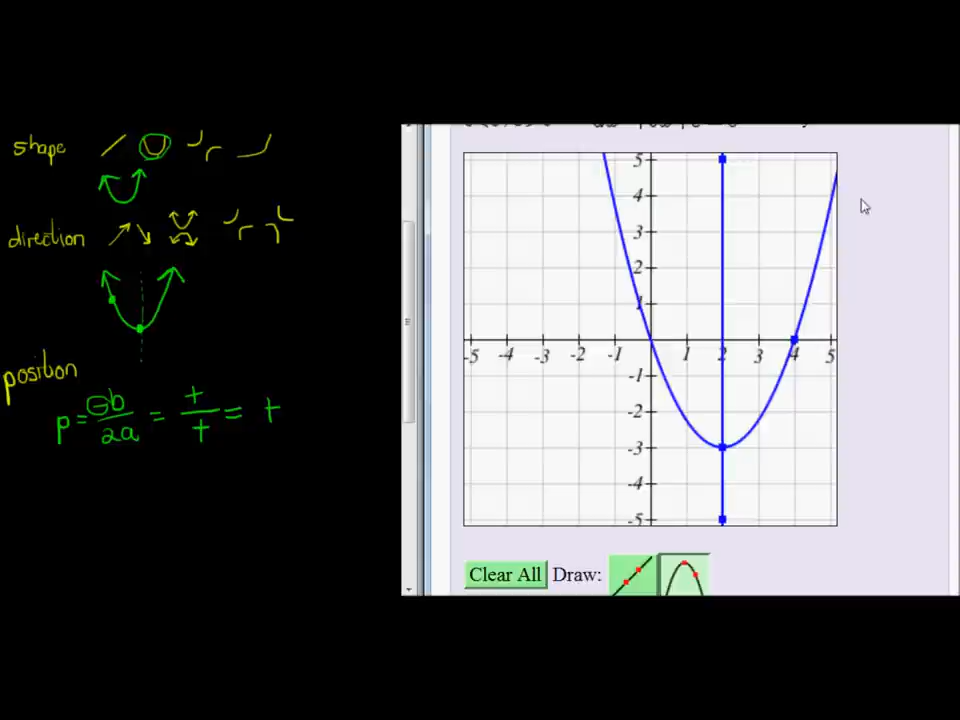 shape
direction
position
p = -b / 2a = + / + = +
5
4
3
2
1
-5 -4 -3 -2 -1 1 2 3 4 5
-1
-2
-3
-4
-5
Clear All Draw: